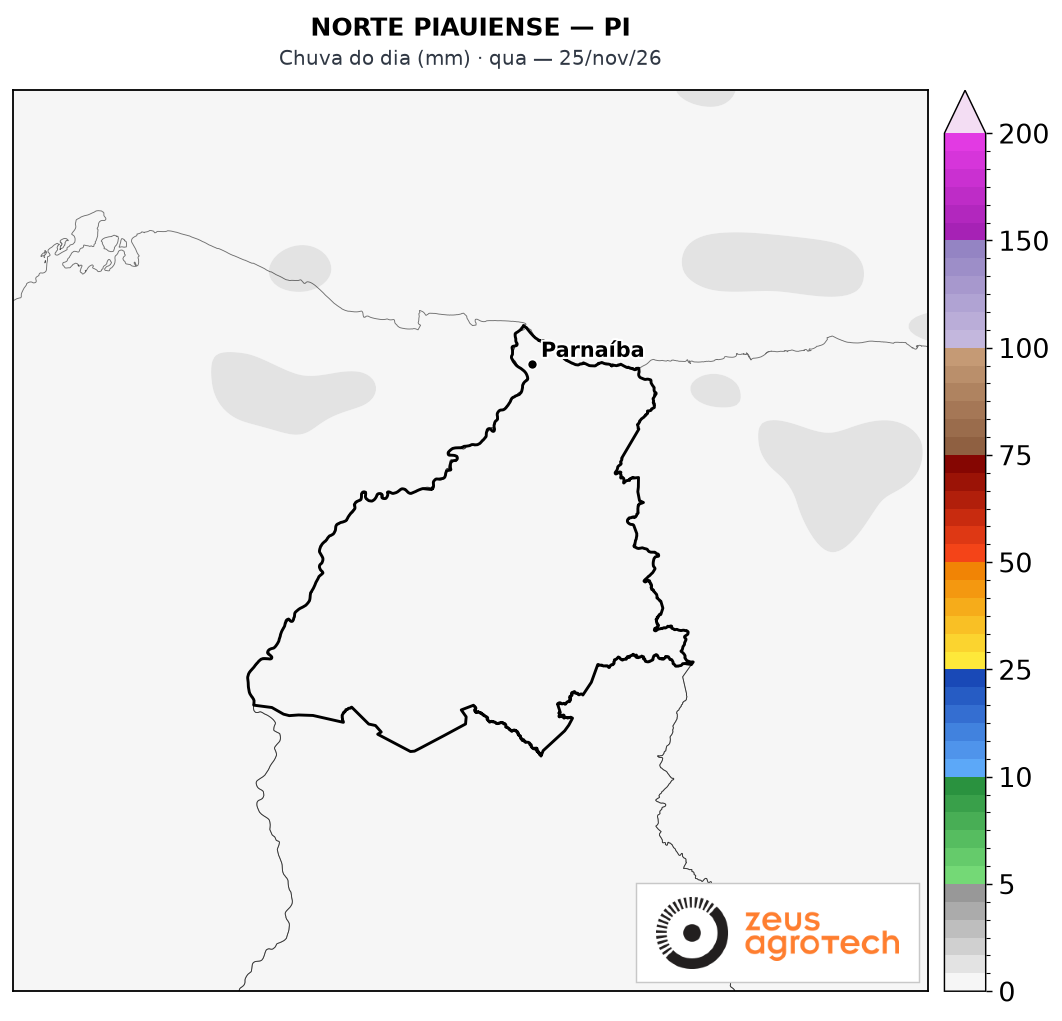 NORTE PIAUIENSE — PI
Chuva do dia (mm) · qua — 25/nov/26
200
150
100
75
50
25
10
5
0
Parnaíba
zeus
agrotech